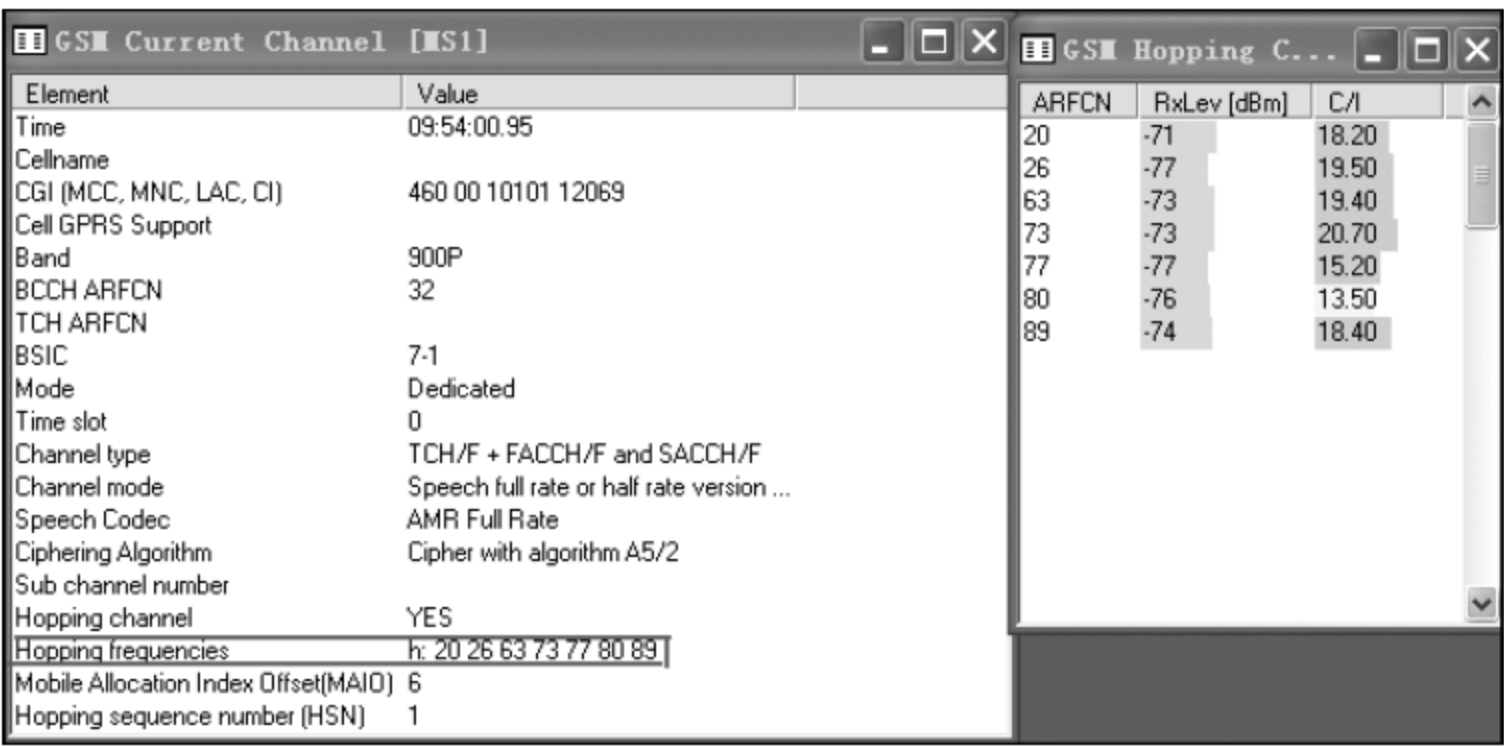 GSM Current Channel [MS1]
Element Value
Time 09:54:00.95
Cellname
CGI (MCC, MNC, LAC, CI) 460 00 10101 12069
Cell GPRS Support
Band 900P
BCCH ARFCN 32
TCH ARFCN
BSIC 7-1
Mode Dedicated
Time slot 0
Channel type TCH/F + FACCH/F and SACCH/F
Channel mode Speech full rate or half rate version ...
Speech Codec AMR Full Rate
Ciphering Algorithm Cipher with algorithm A5/2
Sub channel number
Hopping channel YES
Hopping frequencies h: 20 26 63 73 77 80 89
Mobile Allocation Index Offset(MAIO) 6
Hopping sequence number (HSN) 1
GSM Hopping C...
ARFCN RxLev [dBm] C/I
20 -71 18.20
26 -77 19.50
63 -73 19.40
73 -73 20.70
77 -77 15.20
80 -76 13.50
89 -74 18.40